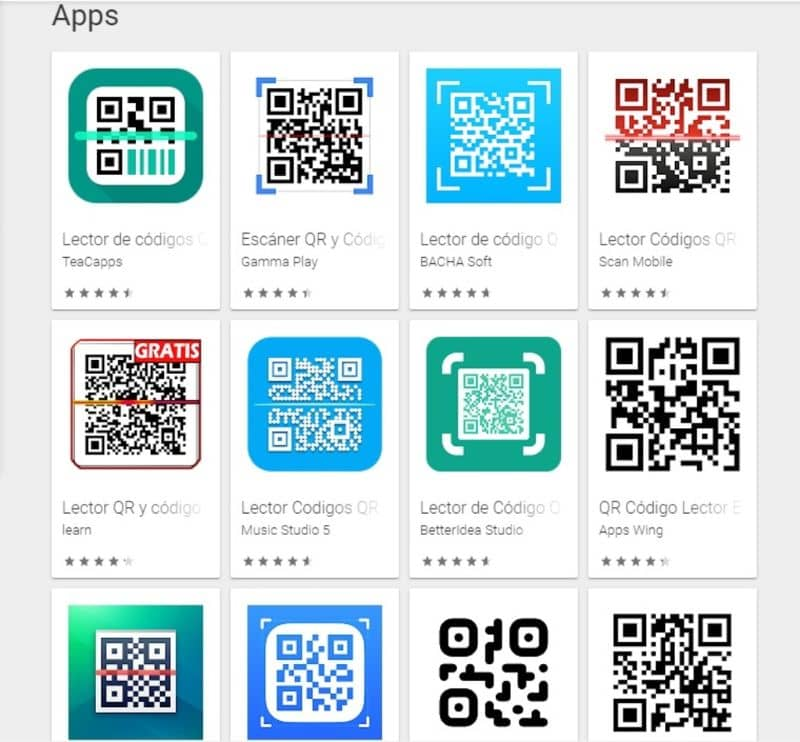 Apps
Lector de códigos
TeaCapps
Escáner QR y Códig
Gamma Play
Lector de código Q
BACHA Soft
Lector Códigos QR
Scan Mobile
GRATIS
Lector QR y código
learn
Lector Codigos QR
Music Studio 5
Lector de Código
BetterIdea Studio
QR Código Lector E
Apps Wing